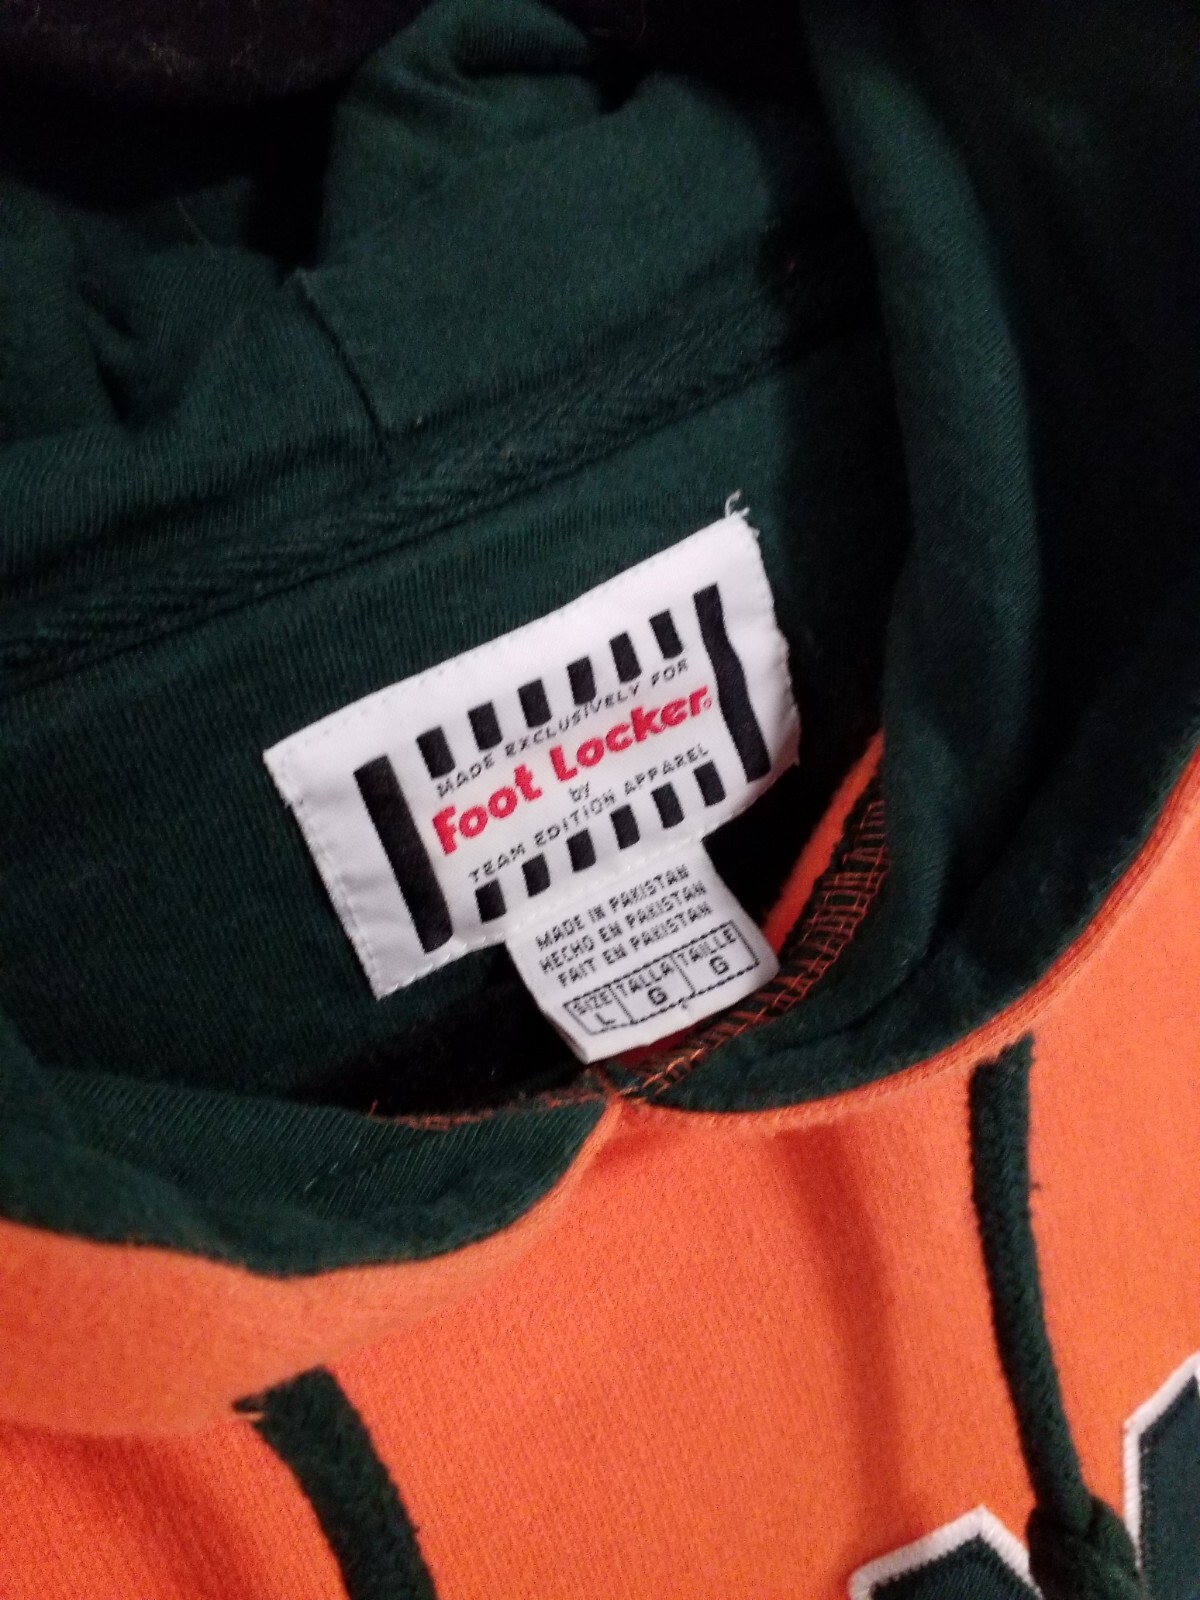 MADE EXCLUSIVELY FOR
Foot Locker®
by
TEAM EDITION APPAREL
MADE IN PAKISTAN
HECHO EN PAKISTAN
FAIT EN PAKISTAN
SIZE TALLA TAILLE
L G G